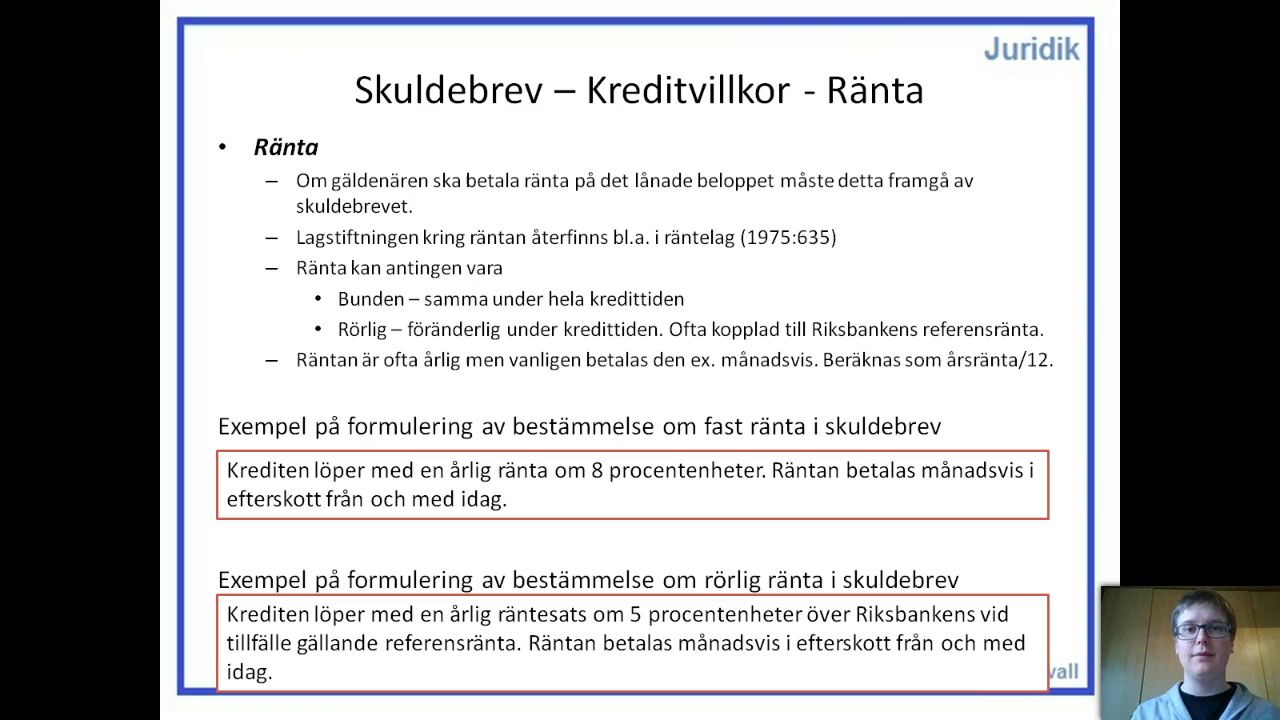 Juridik
Skuldebrev – Kreditvillkor - Ränta
• Ränta
– Om gäldenären ska betala ränta på det lånade beloppet måste detta framgå av
skuldebrevet.
– Lagstiftningen kring räntan återfinns bl.a. i räntelag (1975:635)
– Ränta kan antingen vara
• Bunden – samma under hela kredittiden
• Rörlig – föränderlig under kredittiden. Ofta kopplad till Riksbankens referensränta.
– Räntan är ofta årlig men vanligen betalas den ex. månadsvis. Beräknas som årsränta/12.
Exempel på formulering av bestämmelse om fast ränta i skuldebrev
Krediten löper med en årlig ränta om 8 procentenheter. Räntan betalas månadsvis i
efterskott från och med idag.
Exempel på formulering av bestämmelse om rörlig ränta i skuldebrev
Krediten löper med en årlig räntesats om 5 procentenheter över Riksbankens vid
tillfälle gällande referensränta. Räntan betalas månadsvis i efterskott från och med
idag.